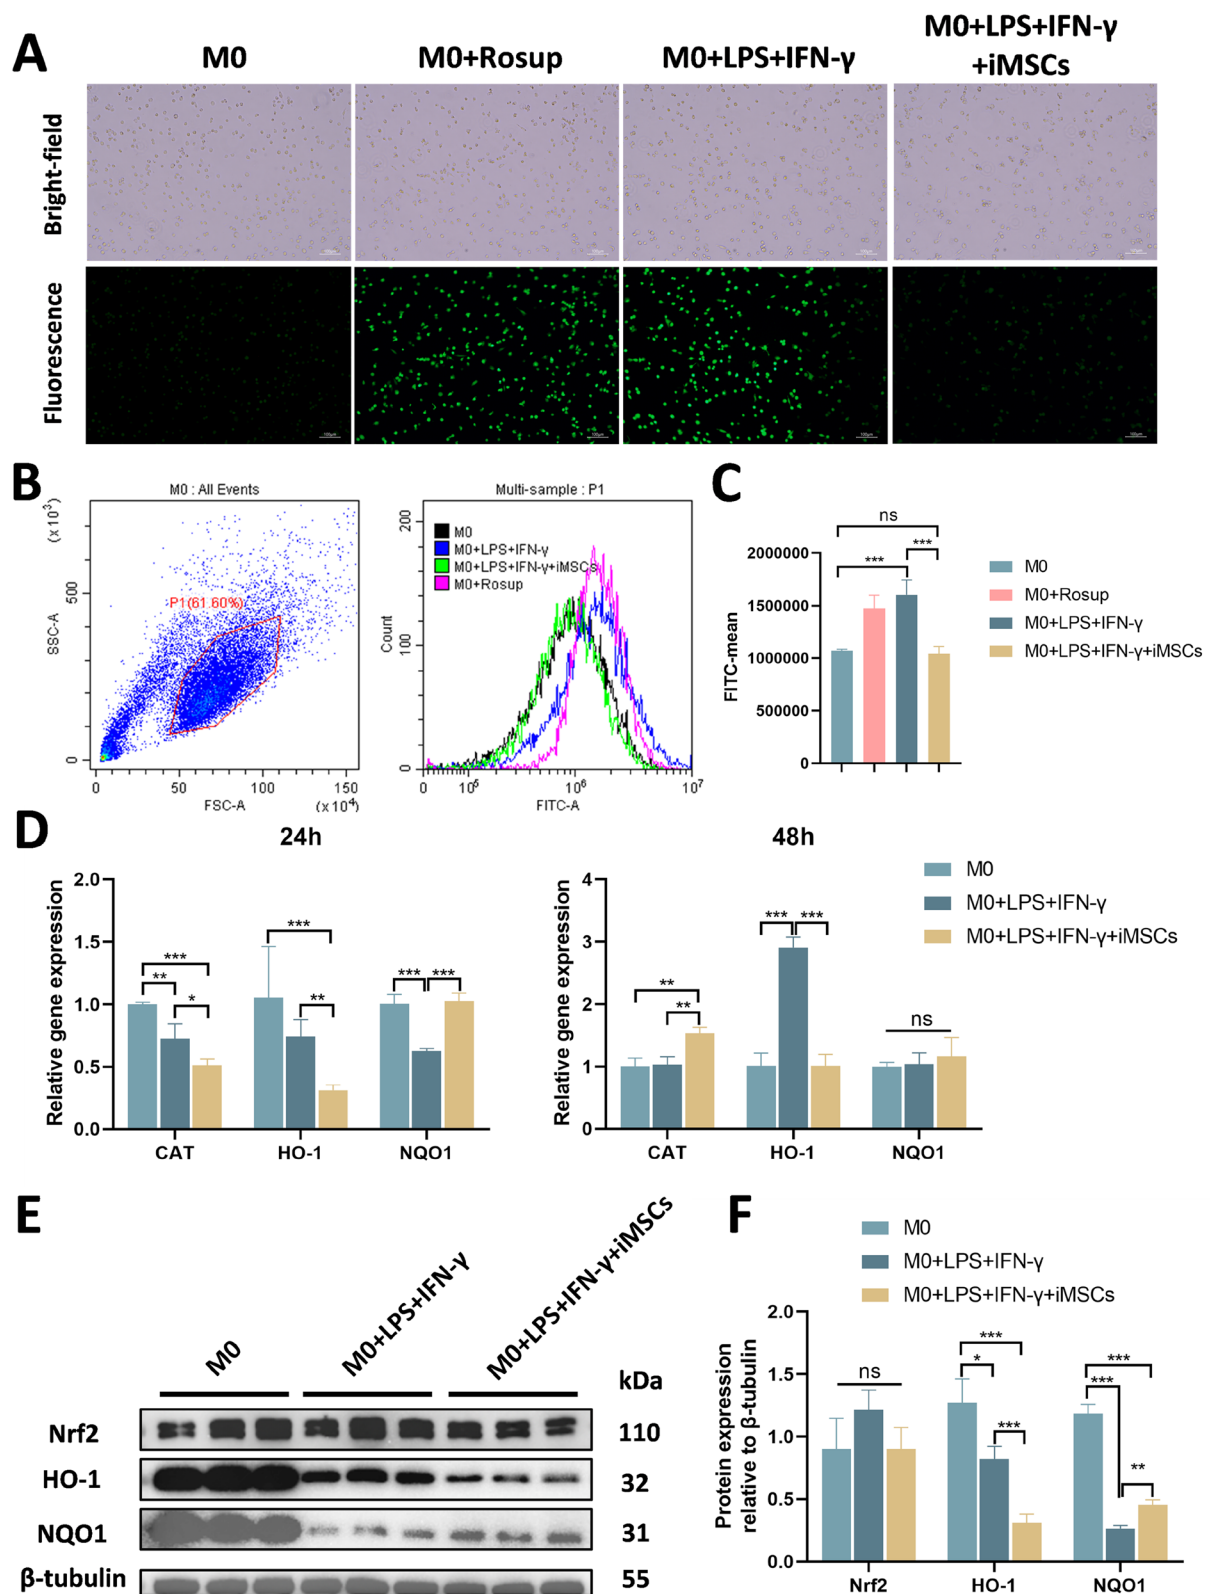 A
M0
M0+Rosup
M0+LPS+IFN-γ
M0+LPS+IFN-γ
+iMSCs
Bright-field
Fluorescence
100μm
100μm
100μm
100μm
B
M0 : All Events
(x 10³)
SSC-A
500
0
P1(61.60%)
0 50 100 150
FSC-A (x 10⁴)
Multi-sample : P1
Count
200
100
0
M0
M0+LPS+IFN-γ
M0+LPS+IFN-γ+iMSCs
M0+Rosup
0 10⁵ 10⁶ 10⁷
FITC-A
C
ns
***
***
FITC-mean
2000000
1500000
1000000
500000
0
M0
M0+Rosup
M0+LPS+IFN-γ
M0+LPS+IFN-γ+iMSCs
D
24h
Relative gene expression
2.0
1.5
1.0
0.5
0.0
***
**
*
***
**
*** ***
CAT HO-1 NQO1
48h
Relative gene expression
4
3
2
1
0
**
**
*** ***
ns
CAT HO-1 NQO1
M0
M0+LPS+IFN-γ
M0+LPS+IFN-γ+iMSCs
E
M0
M0+LPS+IFN-γ
M0+LPS+IFN-γ+iMSCs
kDa
Nrf2 110
HO-1 32
NQO1 31
β-tubulin 55
F
M0
M0+LPS+IFN-γ
M0+LPS+IFN-γ+iMSCs
Protein expression
relative to β-tubulin
2.0
1.5
1.0
0.5
0.0
ns
***
*
***
***
***
**
Nrf2 HO-1 NQO1